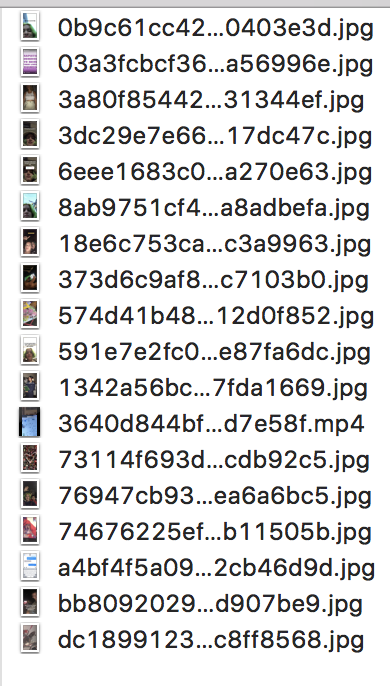 0b9c61cc42...0403e3d.jpg
03a3fcbcf36...a56996e.jpg
3a80f85442...31344ef.jpg
3dc29e7e66...17dc47c.jpg
6eee1683c0...a270e63.jpg
8ab9751cf4...a8adbefa.jpg
18e6c753ca...c3a9963.jpg
373d6c9af8...c7103b0.jpg
574d41b48...12d0f852.jpg
591e7e2fc0...e87fa6dc.jpg
1342a56bc...7fda1669.jpg
3640d844bf...d7e58f.mp4
73114f693d...cdb92c5.jpg
76947cb93...ea6a6bc5.jpg
74676225ef...b11505b.jpg
a4bf4f5a09...2cb46d9d.jpg
bb8092029...d907be9.jpg
dc1899123...c8ff8568.jpg